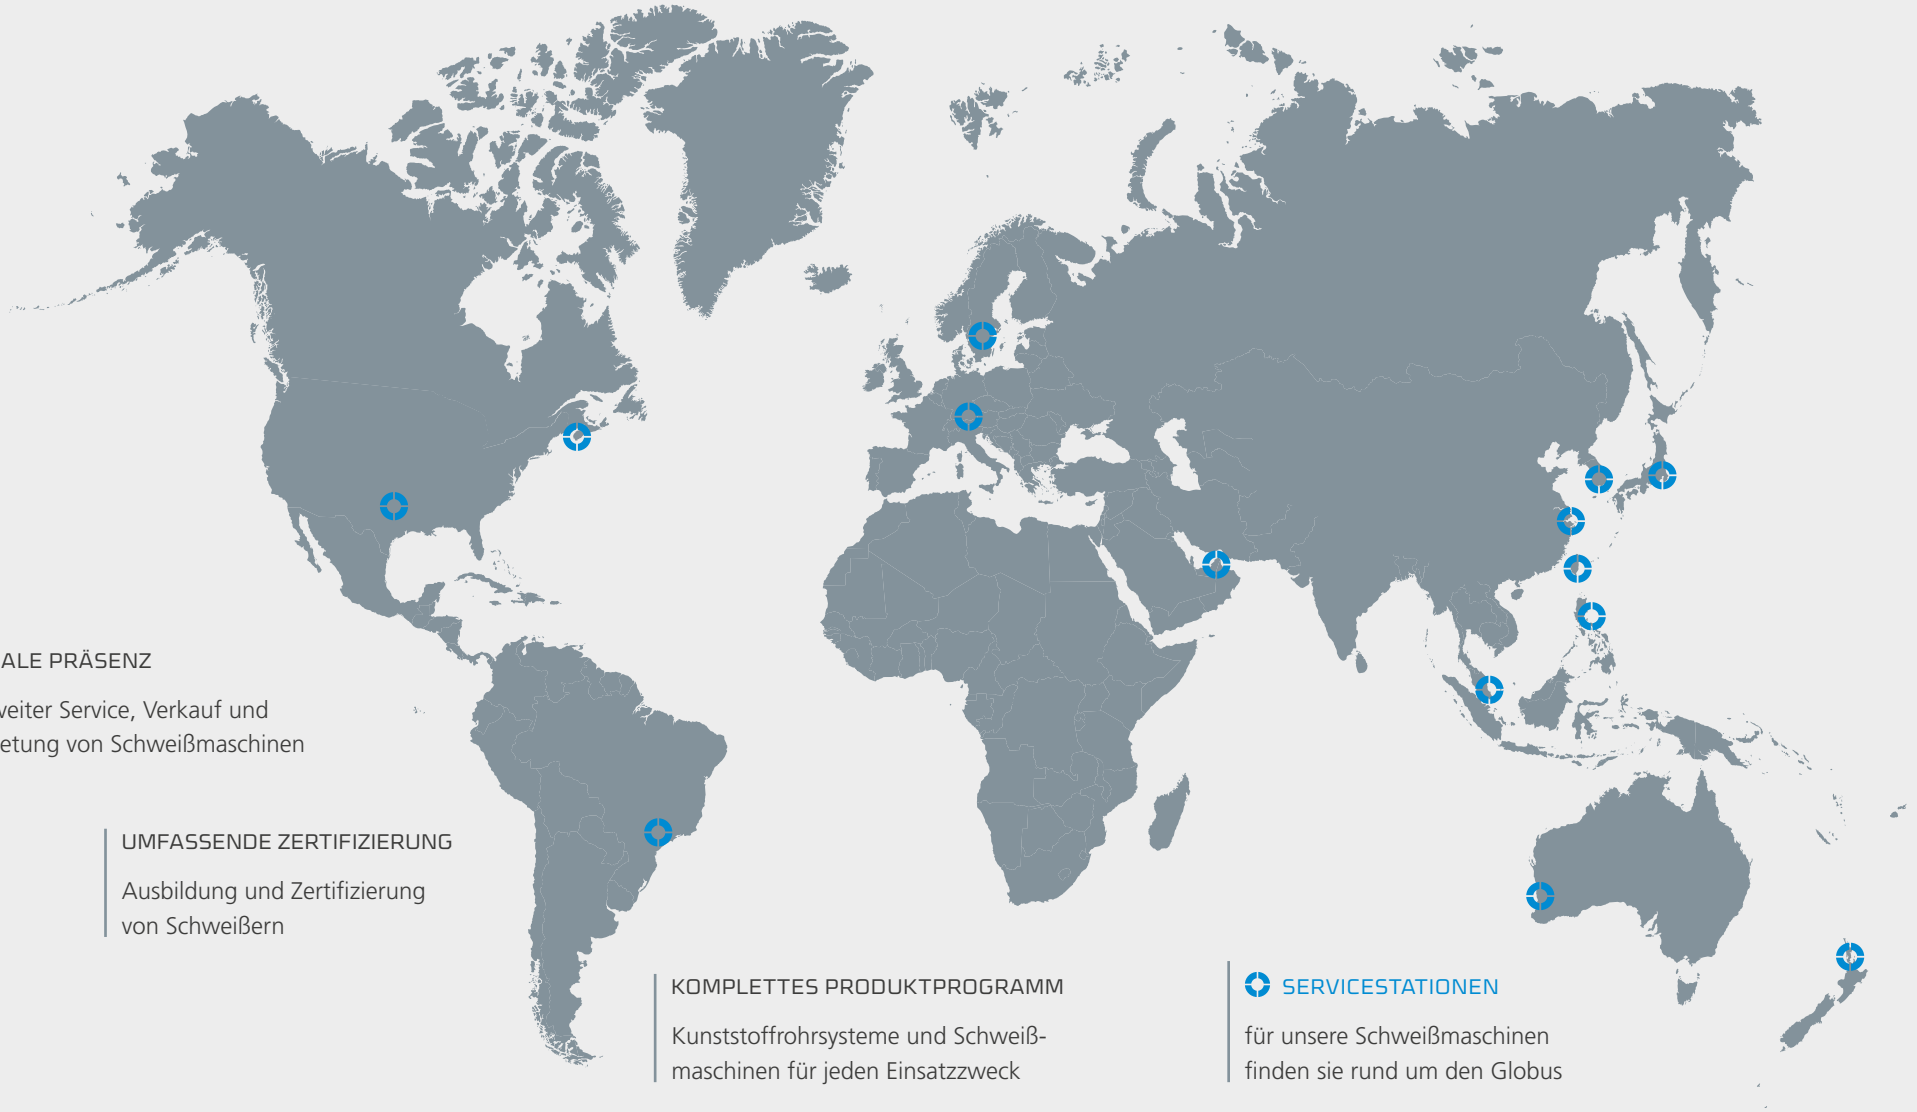 ALE PRÄSENZ
weiter Service, Verkauf und
etung von Schweißmaschinen
UMFASSENDE ZERTIFIZIERUNG
Ausbildung und Zertifizierung
von Schweißern
KOMPLETTES PRODUKTPROGRAMM
Kunststoffrohrsysteme und Schweiß-
maschinen für jeden Einsatzzweck
SERVICESTATIONEN
für unsere Schweißmaschinen
finden sie rund um den Globus